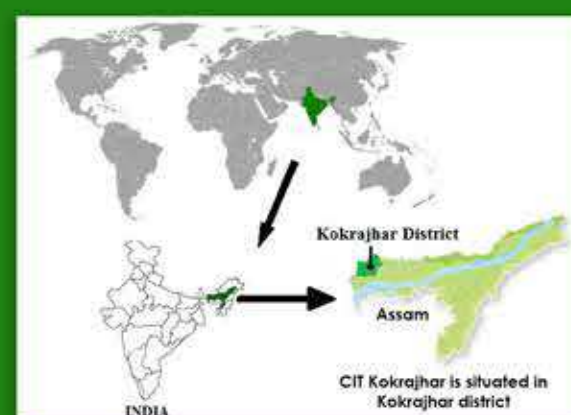 Kokrajhar District
Assam
INDIA
CIT Kokrajhar is situated in
Kokrajhar district